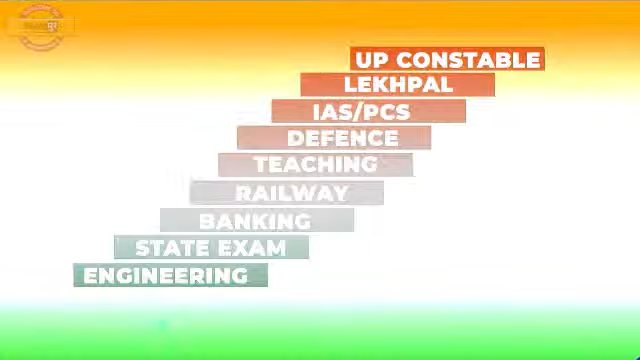 UP CONSTABLE
LEKHPAL
IAS/PCS
DEFENCE
TEACHING
RAILWAY
BANKING
STATE EXAM
ENGINEERING